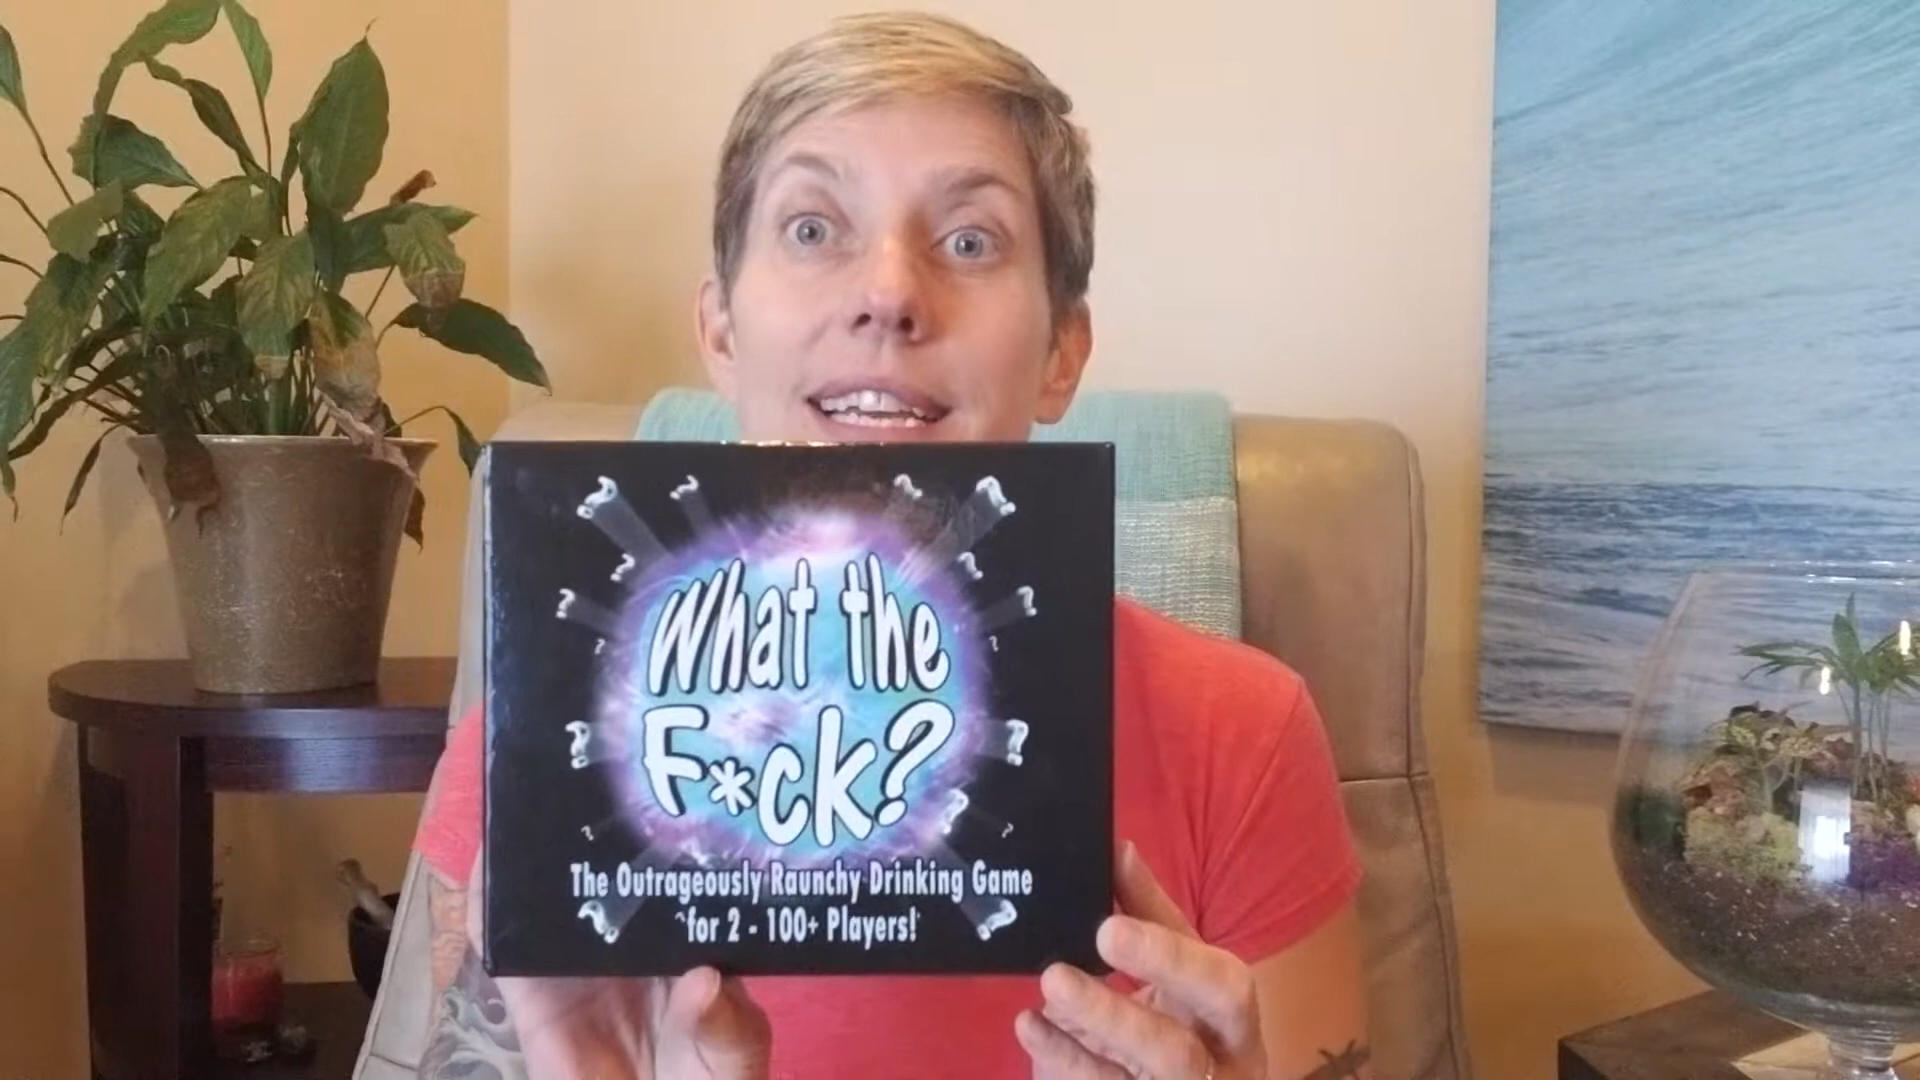 What the
F*ck?
The Outrageously Raunchy Drinking Game
for 2 - 100+ Players!